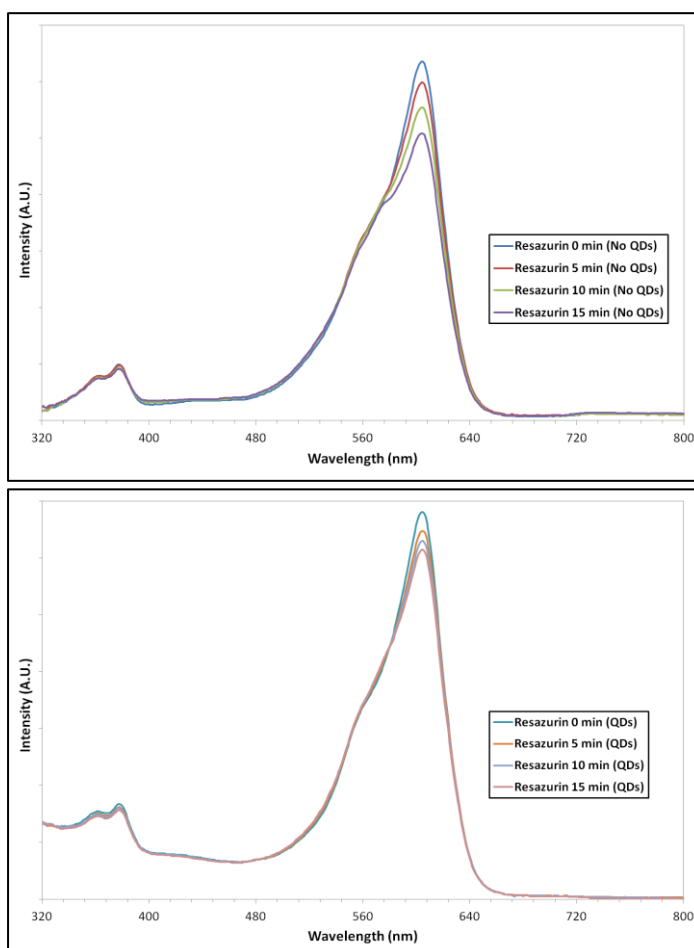 Intensity (A.U.)
Resazurin 0 min (No QDs)
Resazurin 5 min (No QDs)
Resazurin 10 min (No QDs)
Resazurin 15 min (No QDs)
320 400 480 560 640 720 800
Wavelength (nm)
Intensity (A.U.)
Resazurin 0 min (QDs)
Resazurin 5 min (QDs)
Resazurin 10 min (QDs)
Resazurin 15 min (QDs)
320 400 480 560 640 720 800
Wavelength (nm)